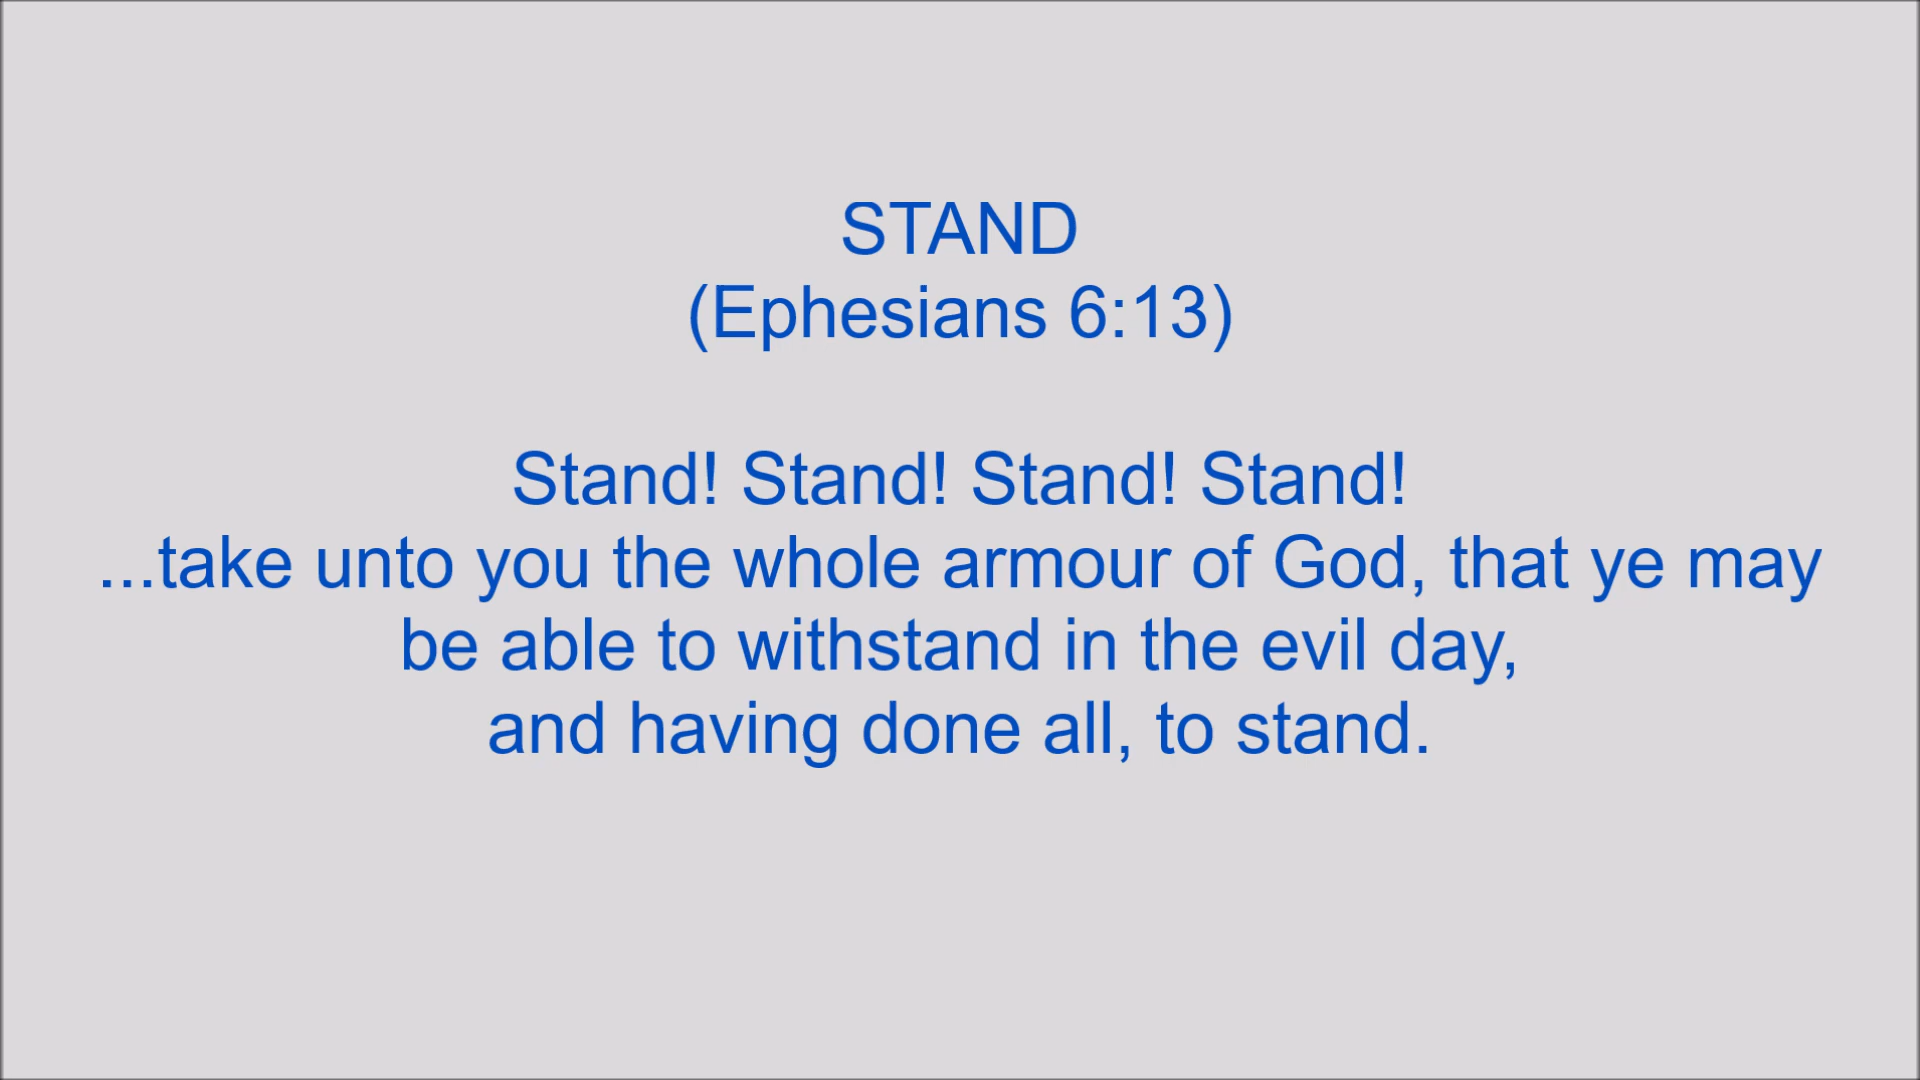 STAND
(Ephesians 6:13)
Stand! Stand! Stand! Stand!
...take unto you the whole armour of God, that ye may
be able to withstand in the evil day,
and having done all, to stand.